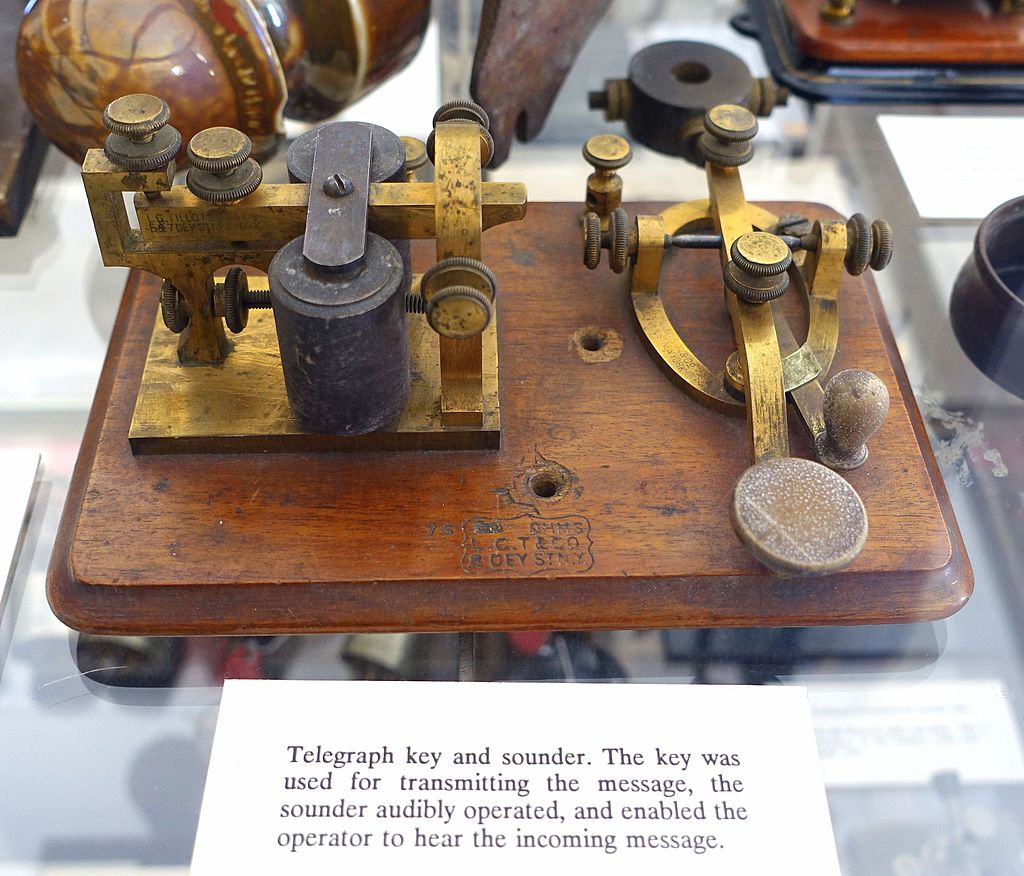 L.G. TILLOTSON & CO.
5&7 DEY ST. N. YORK
75 OHMS
L.G.T & CO
8 DEY ST N.Y
Telegraph key and sounder. The key was
used for transmitting the message, the
sounder audibly operated, and enabled the
operator to hear the incoming message.